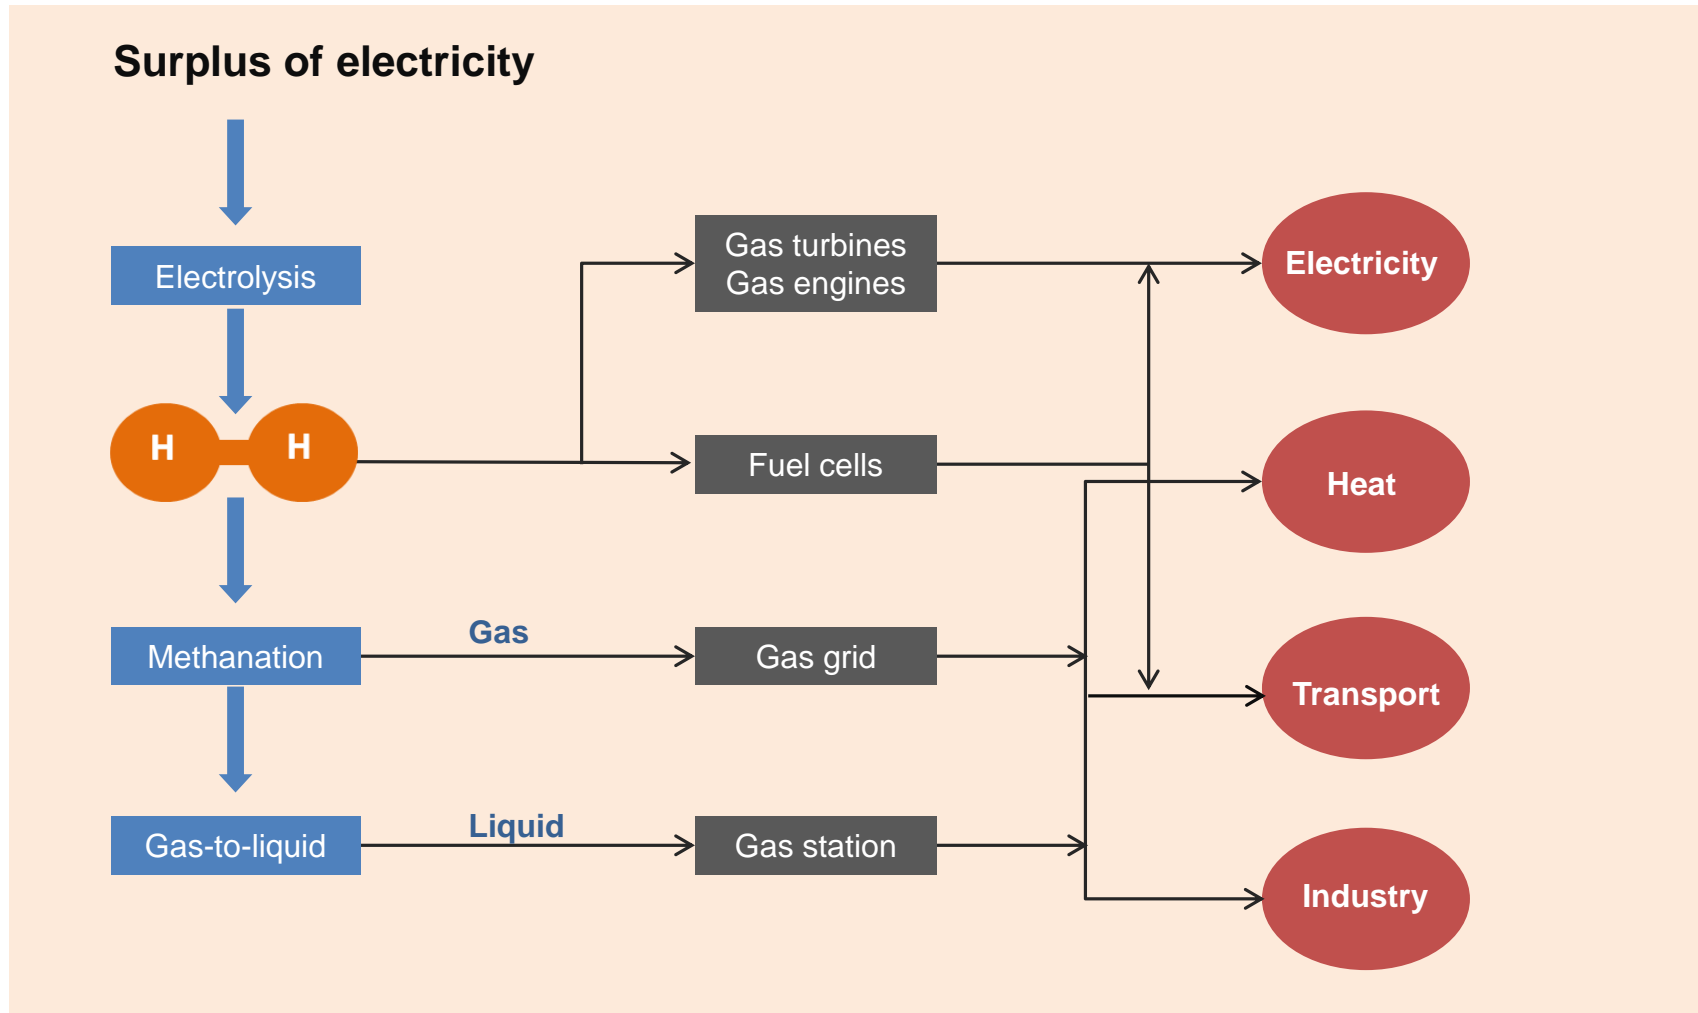 Surplus of electricity
Electrolysis
H H
Methanation
Gas-to-liquid
Gas
Liquid
Gas turbines
Gas engines
Fuel cells
Gas grid
Gas station
Electricity
Heat
Transport
Industry